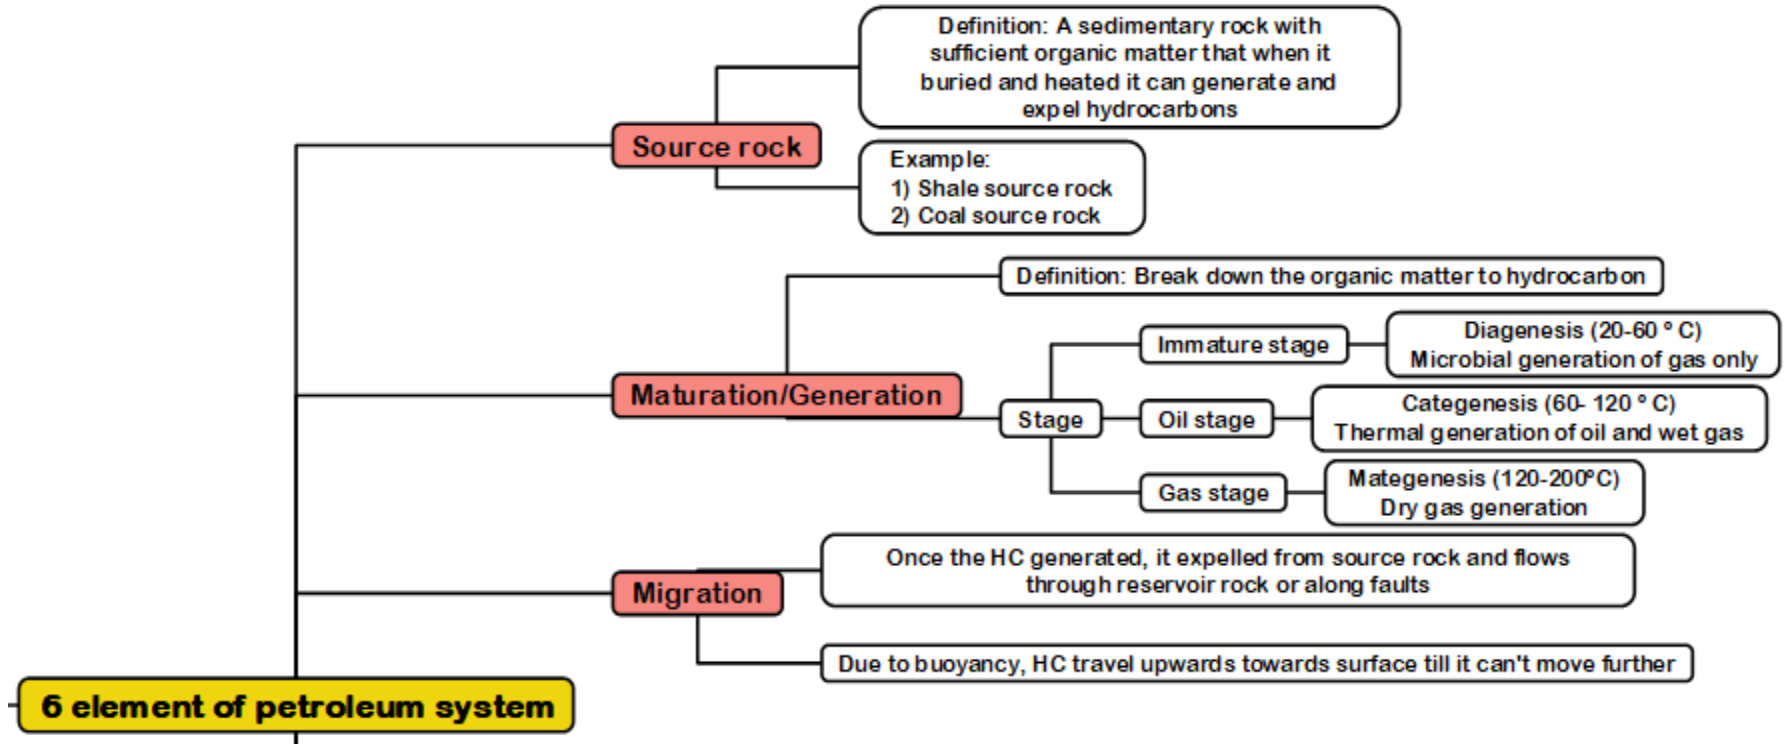 Definition: A sedimentary rock with
sufficient organic matter that when it
buried and heated it can generate and
expel hydrocarbons
Source rock
Example:
1) Shale source rock
2) Coal source rock
Definition: Break down the organic matter to hydrocarbon
Maturation/Generation
Stage
Immature stage
Diagenesis (20-60 º C)
Microbial generation of gas only
Oil stage
Categenesis (60- 120 º C)
Thermal generation of oil and wet gas
Gas stage
Mategenesis (120-200ºC)
Dry gas generation
Migration
Once the HC generated, it expelled from source rock and flows
through reservoir rock or along faults
Due to buoyancy, HC travel upwards towards surface till it can't move further
6 element of petroleum system